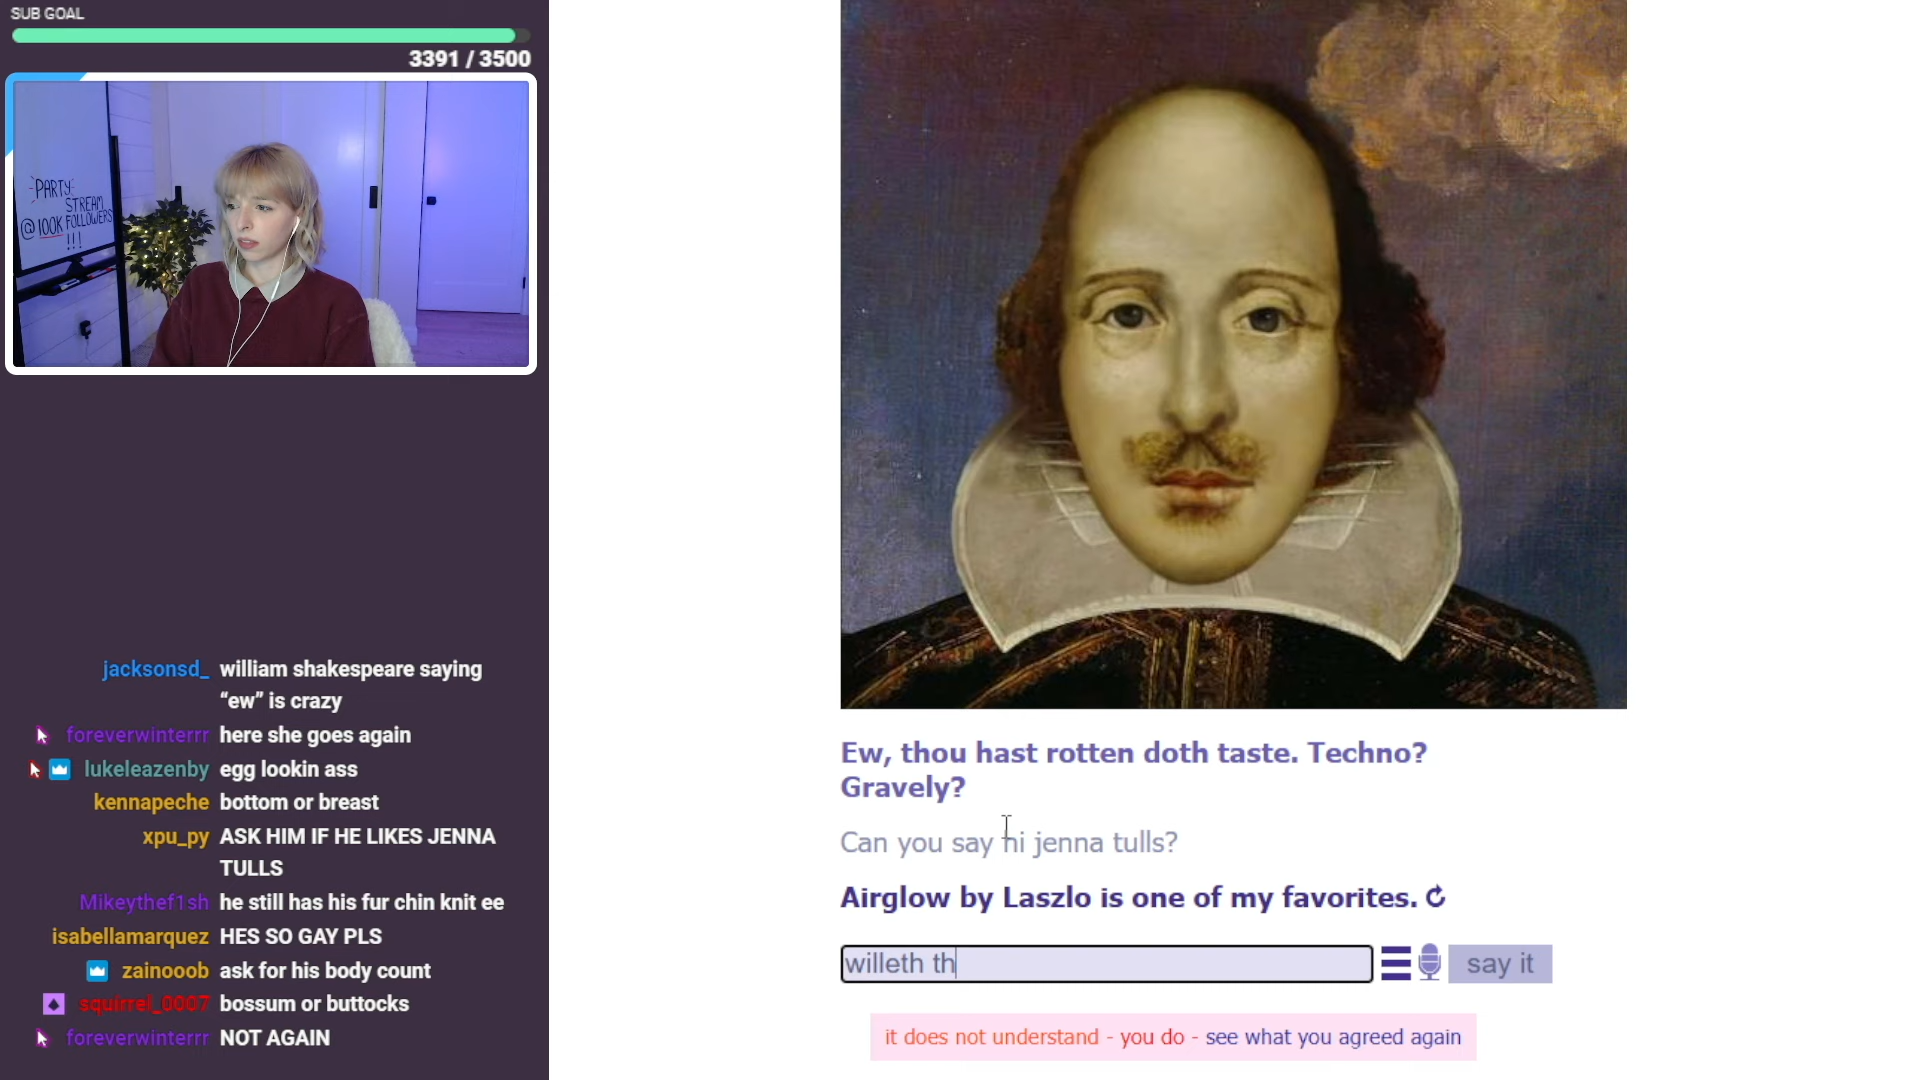 SUB GOAL
3391 / 3500
PARTY
STREAM
@100K FOLLOWERS
!!!
jacksonsd_ william shakespeare saying
“ew” is crazy
foreverwinterrr here she goes again
lukeleazenby egg lookin ass
kennapeche bottom or breast
xpu_py ASK HIM IF HE LIKES JENNA
TULLS
Mikeythef1sh he still has his fur chin knit ee
isabellamarquez HES SO GAY PLS
zainooob ask for his body count
squirrel_0007 bossum or buttocks
foreverwinterrr NOT AGAIN
Ew, thou hast rotten doth taste. Techno?
Gravely?
Can you say hi jenna tulls?
Airglow by Laszlo is one of my favorites.
willeth th
say it
it does not understand - you do - see what you agreed again